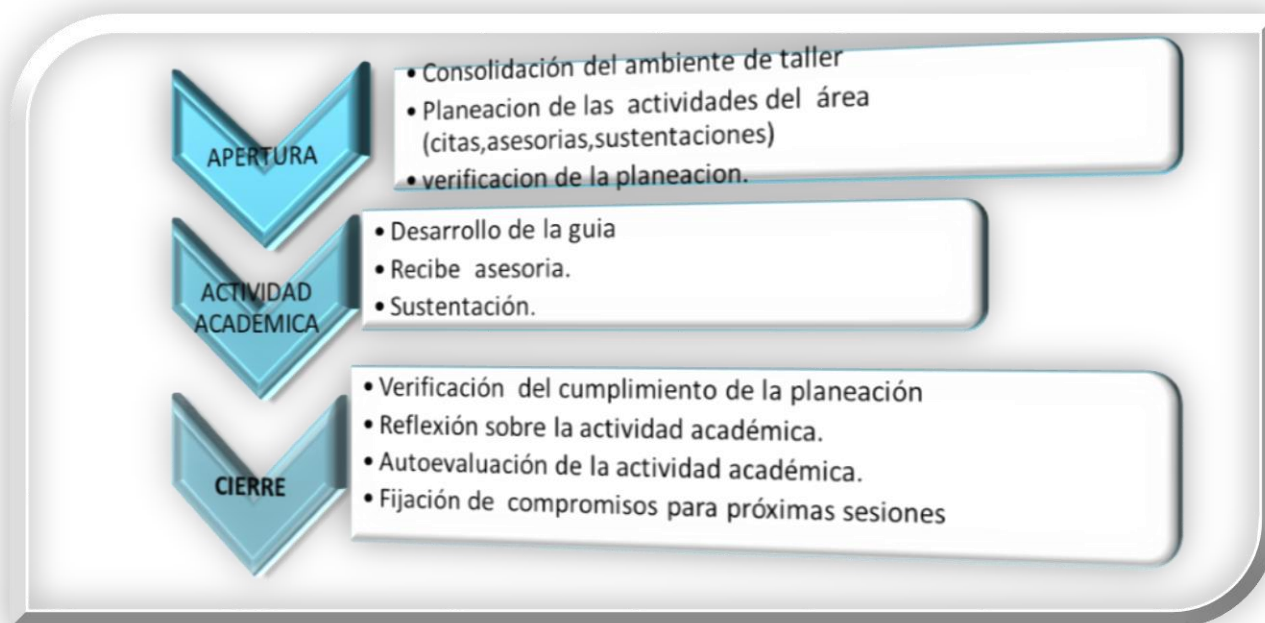 APERTURA
• Consolidación del ambiente de taller
• Planeacion de las actividades del área
(citas,asesorias,sustentaciones)
• verificacion de la planeacion.
ACTIVIDAD
ACADEMICA
• Desarrollo de la guia
• Recibe asesoria.
• Sustentación.
CIERRE
• Verificación del cumplimiento de la planeación
• Reflexión sobre la actividad académica.
• Autoevaluación de la actividad académica.
• Fijación de compromisos para próximas sesiones